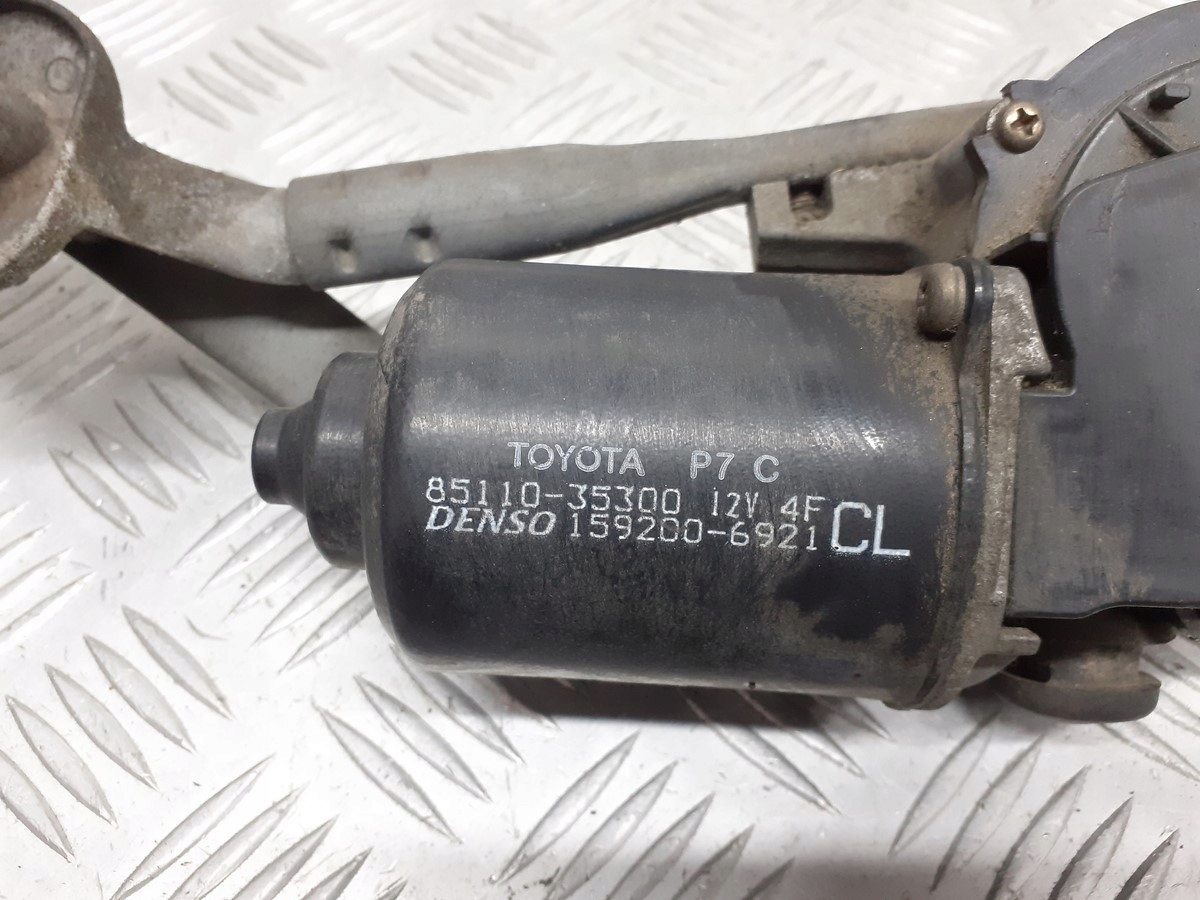 TOYOTA P7 C
85110-35300 12V 4F
DENSO 159200-6921 CL